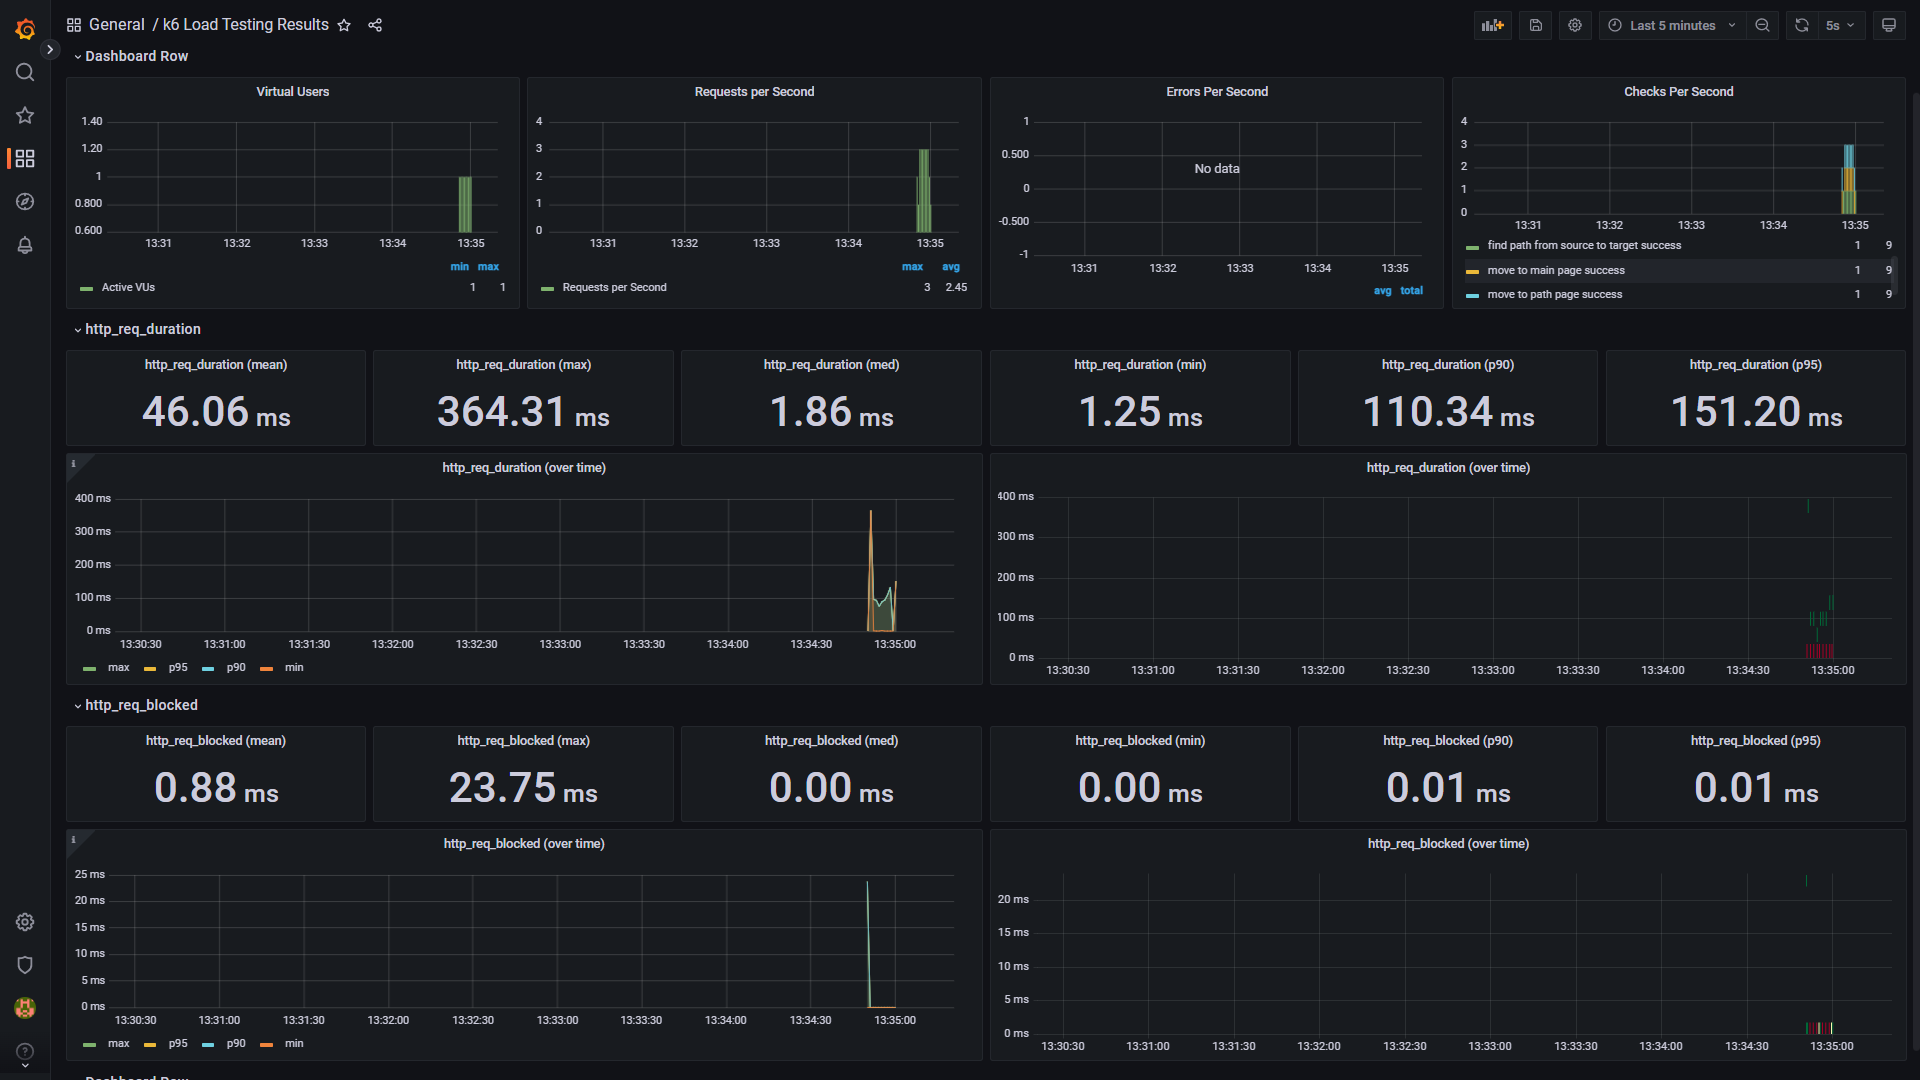 General / k6 Load Testing Results
Last 5 minutes
5s
Dashboard Row
Virtual Users
1.40
1.20
1
0.800
0.600
13:31 13:32 13:33 13:34 13:35
min max
Active VUs 1 1
Requests per Second
4
3
2
1
0
13:31 13:32 13:33 13:34 13:35
max avg
Requests per Second 3 2.45
Errors Per Second
1
0.500
0
-0.500
-1
No data
13:31 13:32 13:33 13:34 13:35
avg total
Checks Per Second
4
3
2
1
0
13:31 13:32 13:33 13:34 13:35
find path from source to target success 1 9
move to main page success 1 9
move to path page success 1 9
http_req_duration
http_req_duration (mean)
46.06 ms
http_req_duration (max)
364.31 ms
http_req_duration (med)
1.86 ms
http_req_duration (min)
1.25 ms
http_req_duration (p90)
110.34 ms
http_req_duration (p95)
151.20 ms
http_req_duration (over time)
400 ms
300 ms
200 ms
100 ms
0 ms
13:30:30 13:31:00 13:31:30 13:32:00 13:32:30 13:33:00 13:33:30 13:34:00 13:34:30 13:35:00
max p95 p90 min
http_req_duration (over time)
400 ms
300 ms
200 ms
100 ms
0 ms
13:30:30 13:31:00 13:31:30 13:32:00 13:32:30 13:33:00 13:33:30 13:34:00 13:34:30 13:35:00
http_req_blocked
http_req_blocked (mean)
0.88 ms
http_req_blocked (max)
23.75 ms
http_req_blocked (med)
0.00 ms
http_req_blocked (min)
0.00 ms
http_req_blocked (p90)
0.01 ms
http_req_blocked (p95)
0.01 ms
http_req_blocked (over time)
25 ms
20 ms
15 ms
10 ms
5 ms
0 ms
13:30:30 13:31:00 13:31:30 13:32:00 13:32:30 13:33:00 13:33:30 13:34:00 13:34:30 13:35:00
max p95 p90 min
http_req_blocked (over time)
20 ms
15 ms
10 ms
5 ms
0 ms
13:30:30 13:31:00 13:31:30 13:32:00 13:32:30 13:33:00 13:33:30 13:34:00 13:34:30 13:35:00
Dashboard Row